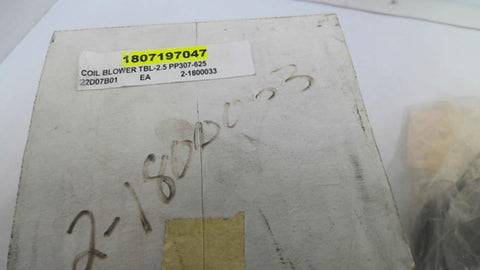 1807197047
COIL BLOWER TBL-2.5 PP307-625
22D07B01 EA 2-1800033
2-1800033